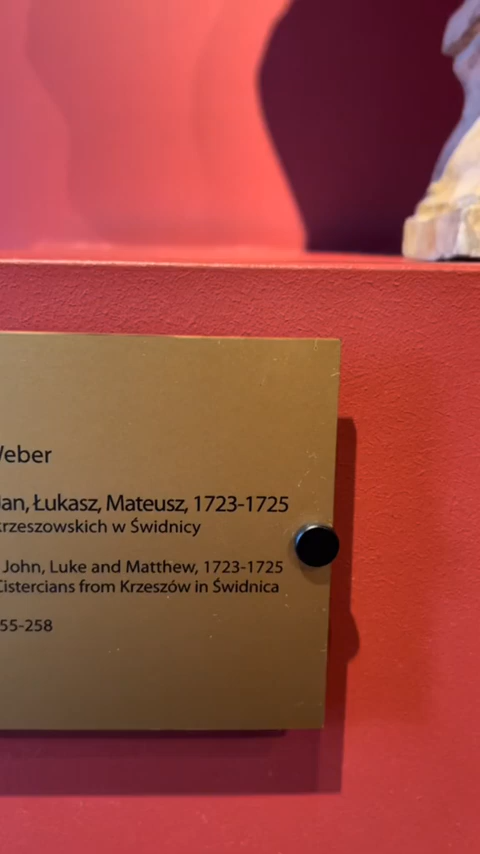 Weber
Jan, Łukasz, Mateusz, 1723-1725
krzeszowskich w Świdnicy
John, Luke and Matthew, 1723-1725
Cistercians from Krzeszów in Świdnica
55-258